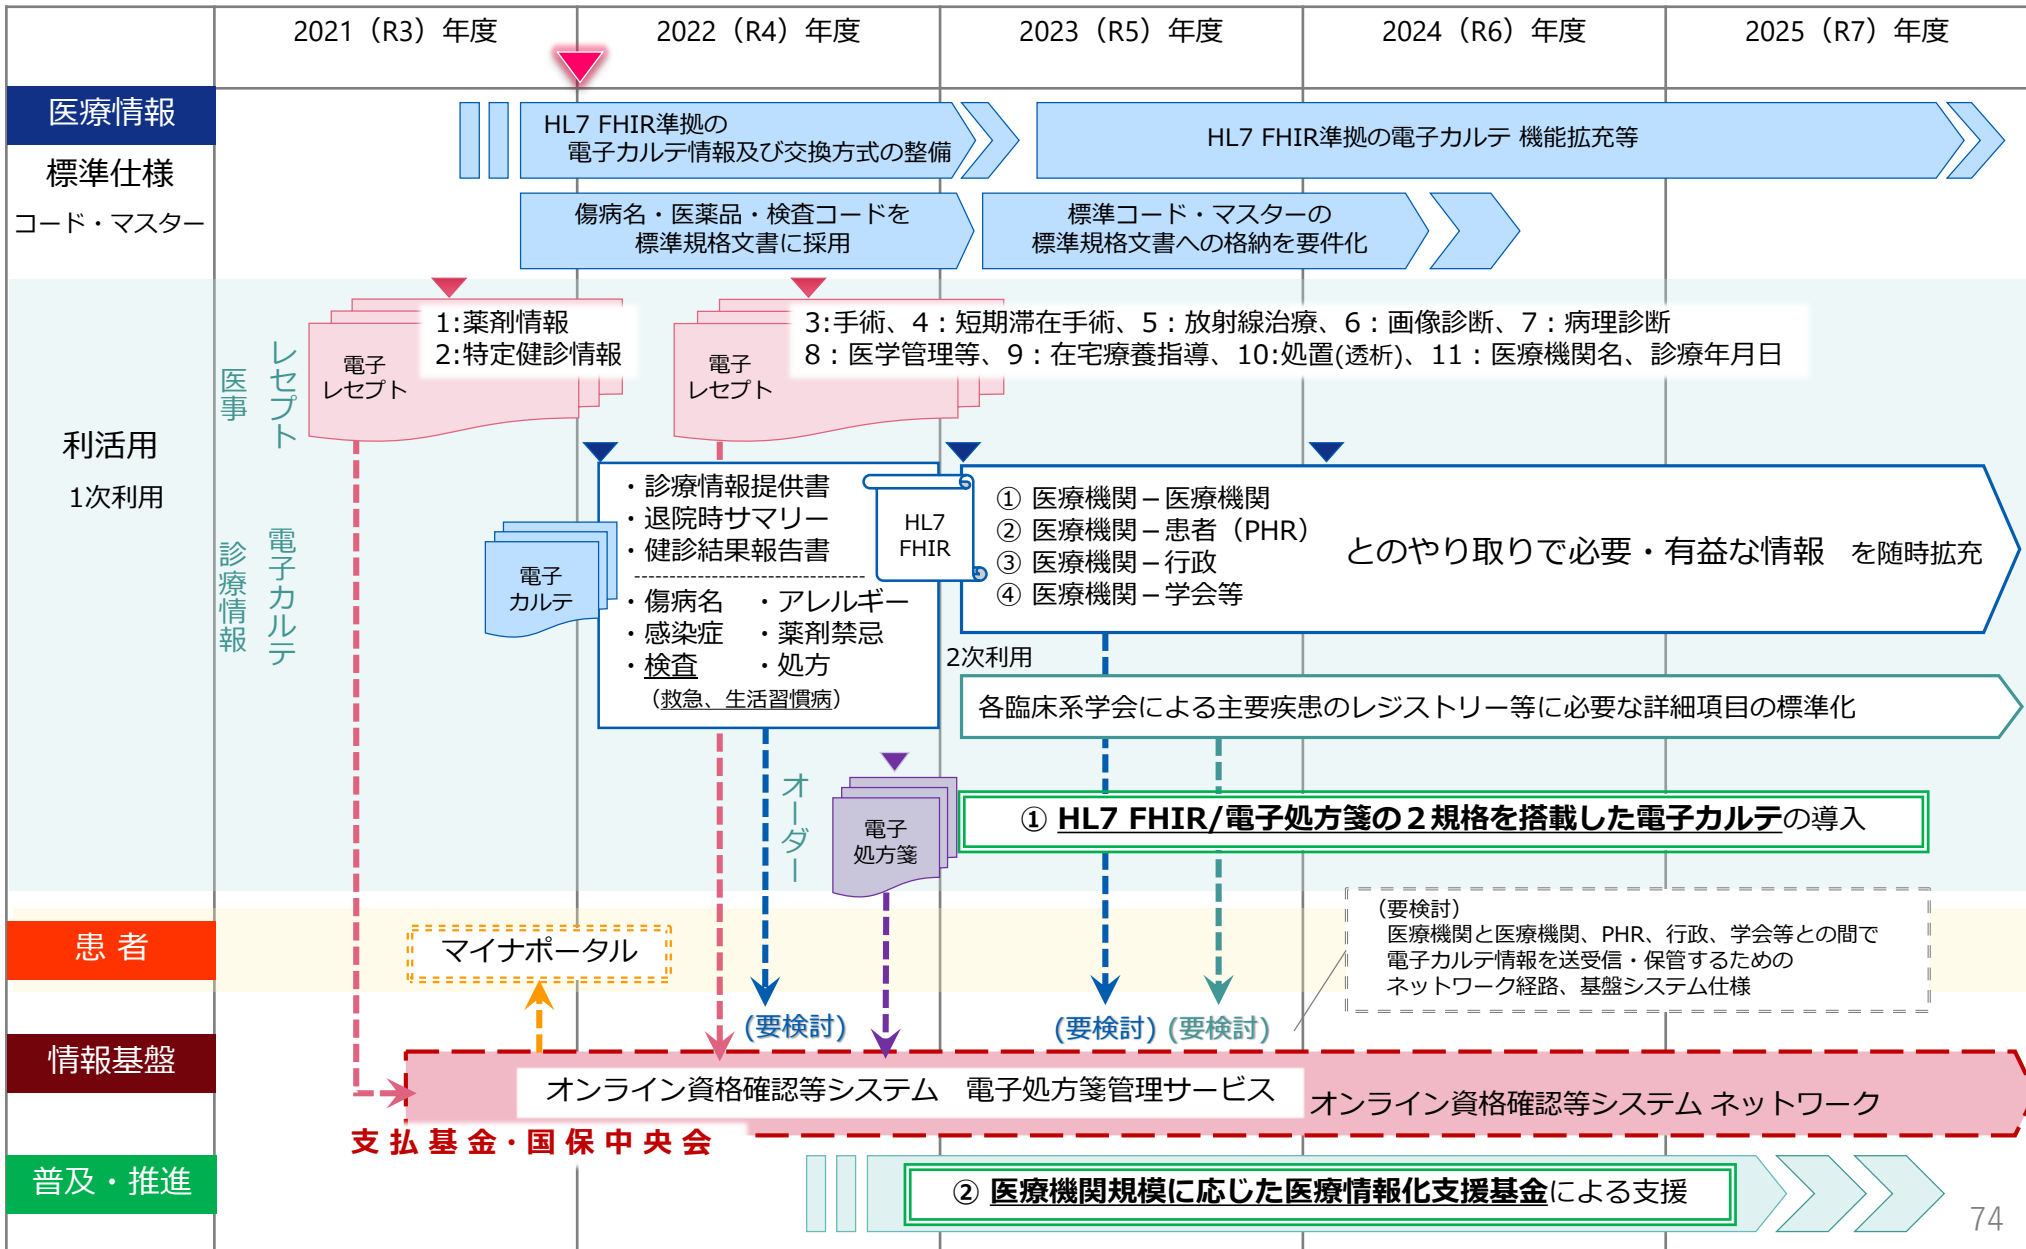 2021（R3）年度
2022（R4）年度
2023（R5）年度
2024（R6）年度
2025（R7）年度
医療情報
標準仕様
コード・マスター
HL7 FHIR準拠の
電子カルテ情報及び交換方式の整備
HL7 FHIR準拠の電子カルテ 機能拡充等
傷病名・医薬品・検査コードを
標準規格文書に採用
標準コード・マスターの
標準規格文書への格納を要件化
利活用
1次利用
医事
レセプト
電子
レセプト
1:薬剤情報
2:特定健診情報
電子
レセプト
3:手術、4：短期滞在手術、5：放射線治療、6：画像診断、7：病理診断
8：医学管理等、9：在宅療養指導、10:処置(透析)、11：医療機関名、診療年月日
診療情報
電子カルテ
電子
カルテ
・診療情報提供書
・退院時サマリー
・健診結果報告書
・傷病名 ・アレルギー
・感染症 ・薬剤禁忌
・検査 ・処方
（救急、生活習慣病）
HL7
FHIR
① 医療機関－医療機関
② 医療機関－患者（PHR）
③ 医療機関－行政
④ 医療機関－学会等
とのやり取りで必要・有益な情報 を随時拡充
2次利用
各臨床系学会による主要疾患のレジストリー等に必要な詳細項目の標準化
オーダー
電子
処方箋
① HL7 FHIR/電子処方箋の２規格を搭載した電子カルテの導入
患 者
マイナポータル
（要検討）
医療機関と医療機関、PHR、行政、学会等との間で
電子カルテ情報を送受信・保管するための
ネットワーク経路、基盤システム仕様
(要検討)
(要検討)
(要検討)
情報基盤
オンライン資格確認等システム 電子処方箋管理サービス
オンライン資格確認等システム ネットワーク
支払基金･国保中央会
普及・推進
② 医療機関規模に応じた医療情報化支援基金による支援
74